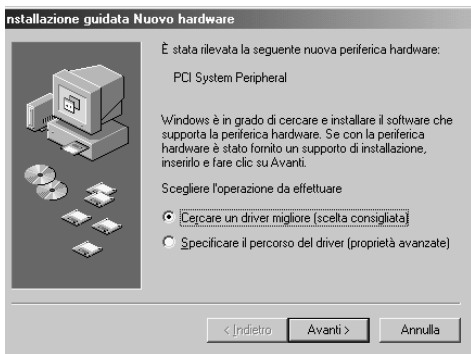 nstallazione guidata Nuovo hardware
È stata rilevata la seguente nuova periferica hardware:
PCI System Peripheral
Windows è in grado di cercare e installare il software che
supporta la periferica hardware. Se con la periferica
hardware è stato fornito un supporto di installazione,
inserirlo e fare clic su Avanti.
Scegliere l'operazione da effettuare
Cercare un driver migliore (scelta consigliata)
Specificare il percorso del driver (proprietà avanzate)
< Indietro
Avanti >
Annulla